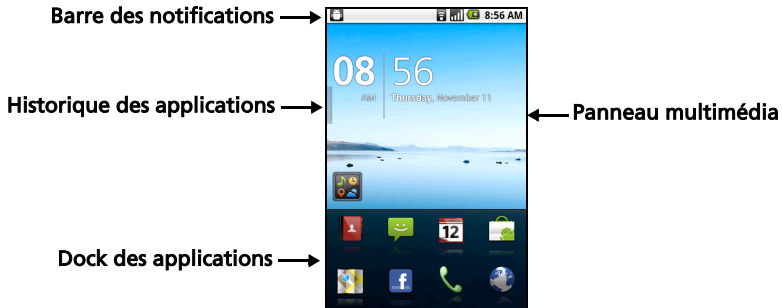 Barre des notifications
8:56 AM
08 56
AM Thursday, November 11
Historique des applications
Panneau multimédia
12
Dock des applications
f